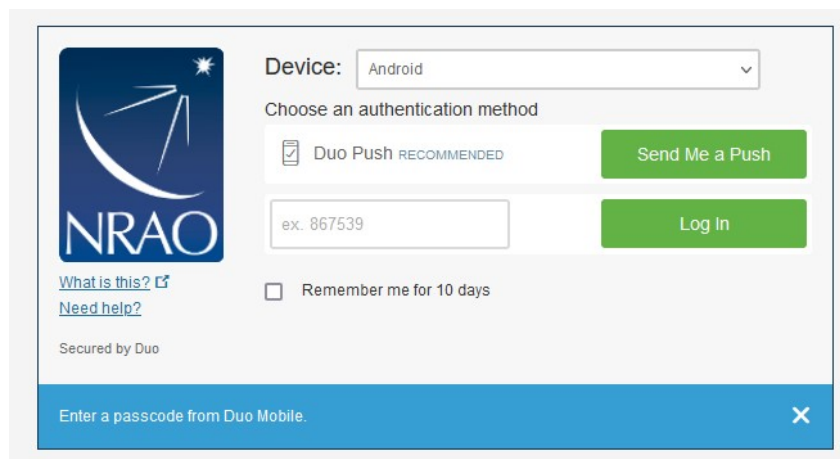 NRAO
What is this?
Need help?
Secured by Duo
Device: Android
Choose an authentication method
Duo Push RECOMMENDED Send Me a Push
ex. 867539 Log In
Remember me for 10 days
Enter a passcode from Duo Mobile.